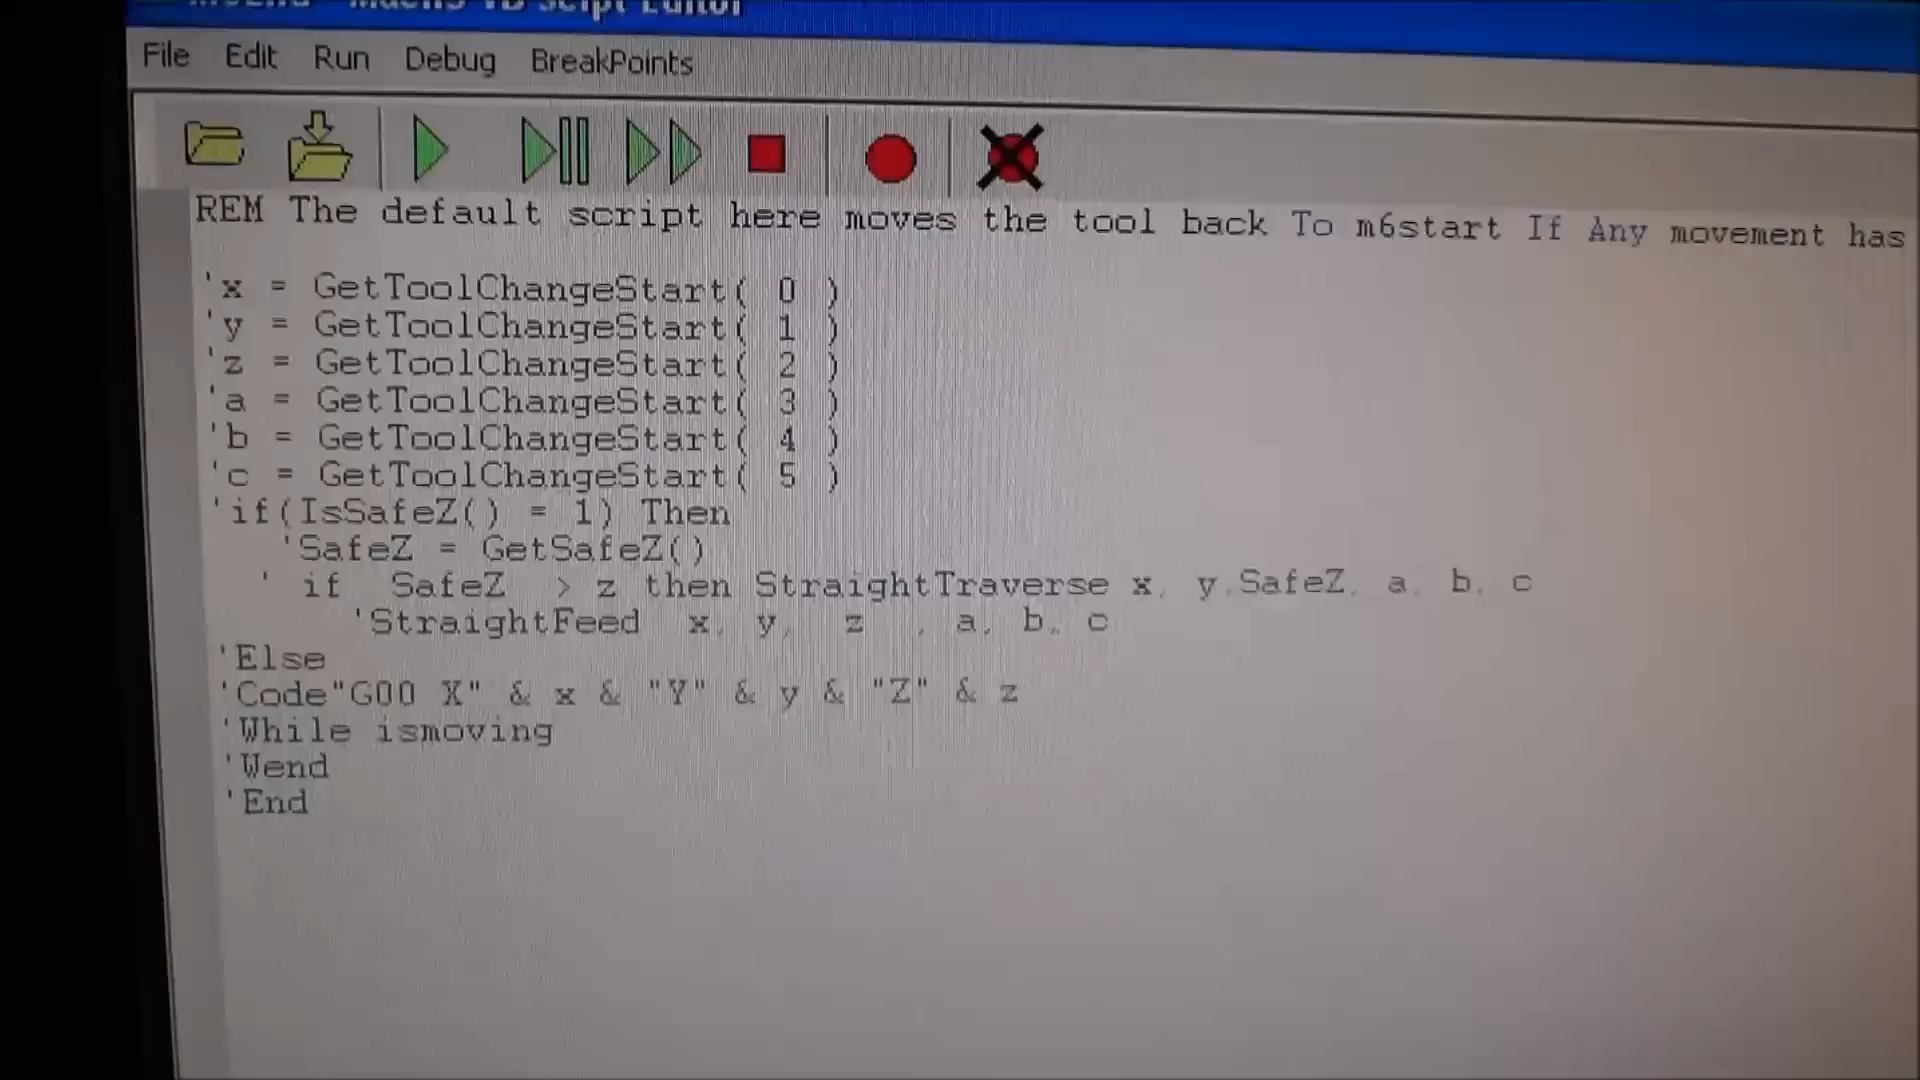 File Edit Run Debug BreakPoints
REM The default script here moves the tool back To m6start If Any movement has
'x = GetToolChangeStart( 0 )
'y = GetToolChangeStart( 1 )
'z = GetToolChangeStart( 2 )
'a = GetToolChangeStart( 3 )
'b = GetToolChangeStart( 4 )
'c = GetToolChangeStart( 5 )
'if(IsSafeZ() = 1) Then
'SafeZ = GetSafeZ()
' if SafeZ > z then StraightTraverse x, y,SafeZ, a, b, c
'StraightFeed x, y, z , a, b, c
'Else
'Code"G00 X" & x & "Y" & y & "Z" & z
'While ismoving
'Wend
'End